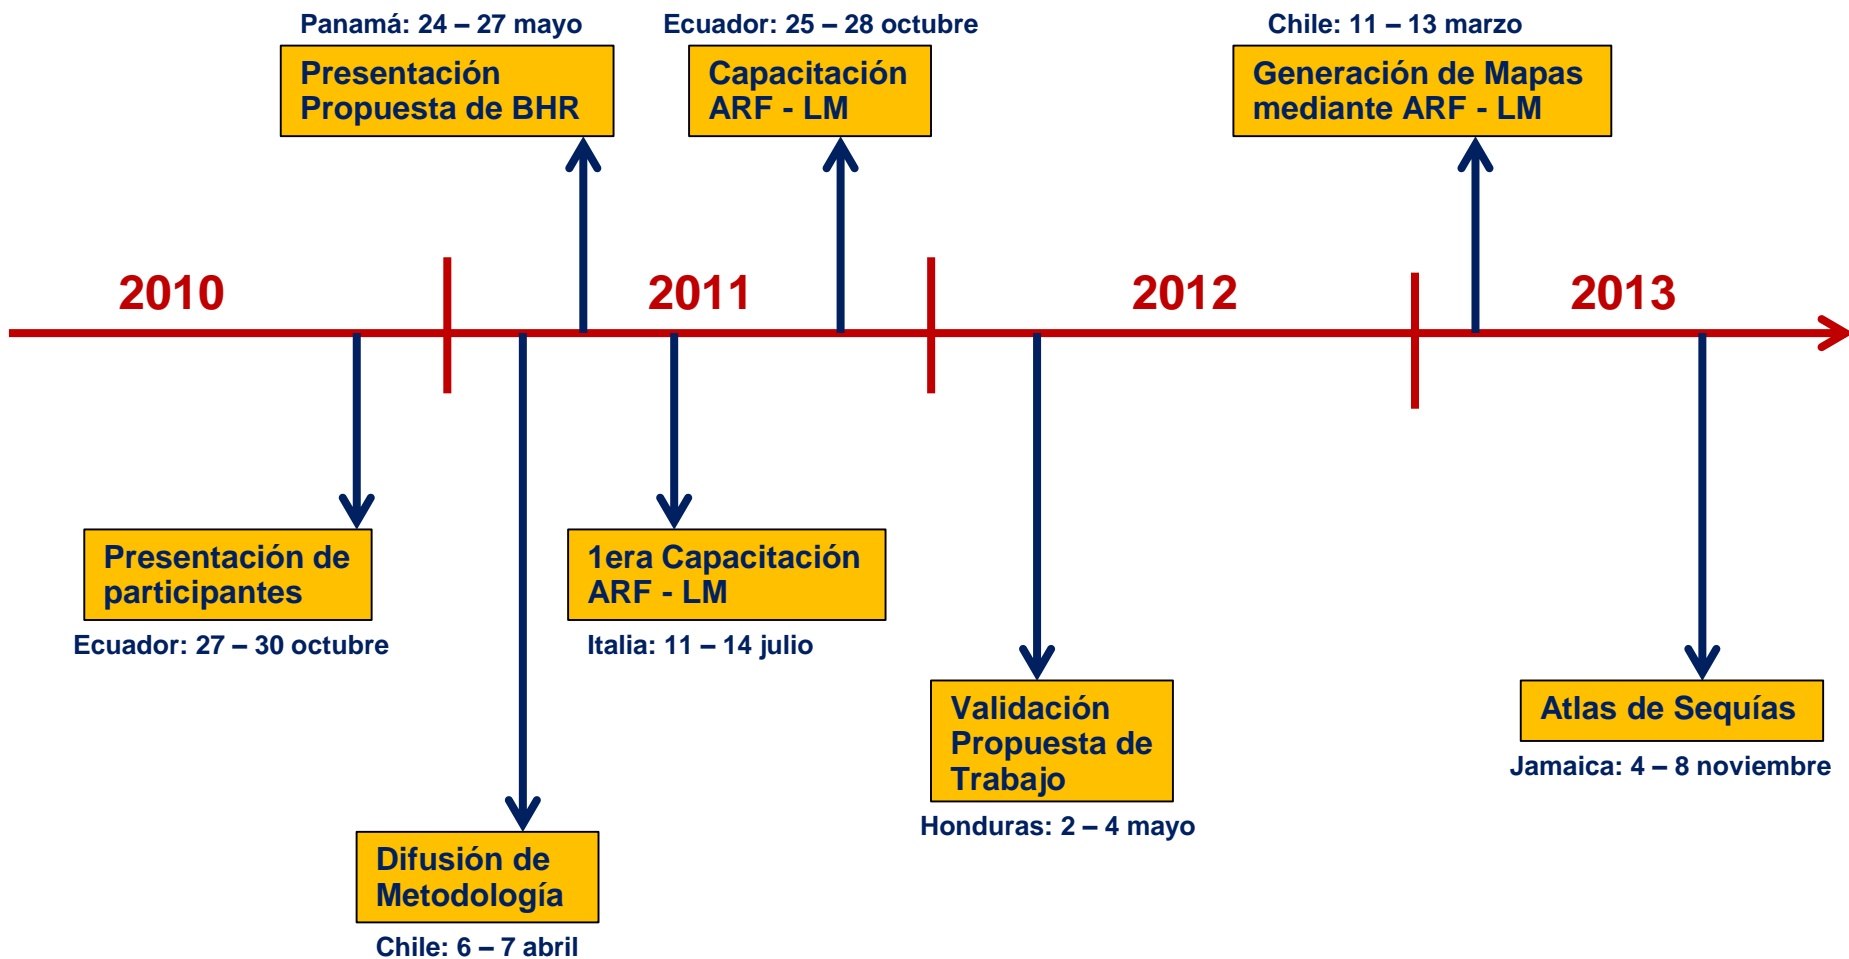 Panamá: 24 – 27 mayo
Presentación
Propuesta de BHR
Ecuador: 25 – 28 octubre
Capacitación
ARF - LM
Chile: 11 – 13 marzo
Generación de Mapas
mediante ARF - LM
2010
2011
2012
2013
Presentación de
participantes
Ecuador: 27 – 30 octubre
1era Capacitación
ARF - LM
Italia: 11 – 14 julio
Validación
Propuesta de
Trabajo
Honduras: 2 – 4 mayo
Atlas de Sequías
Jamaica: 4 – 8 noviembre
Difusión de
Metodología
Chile: 6 – 7 abril